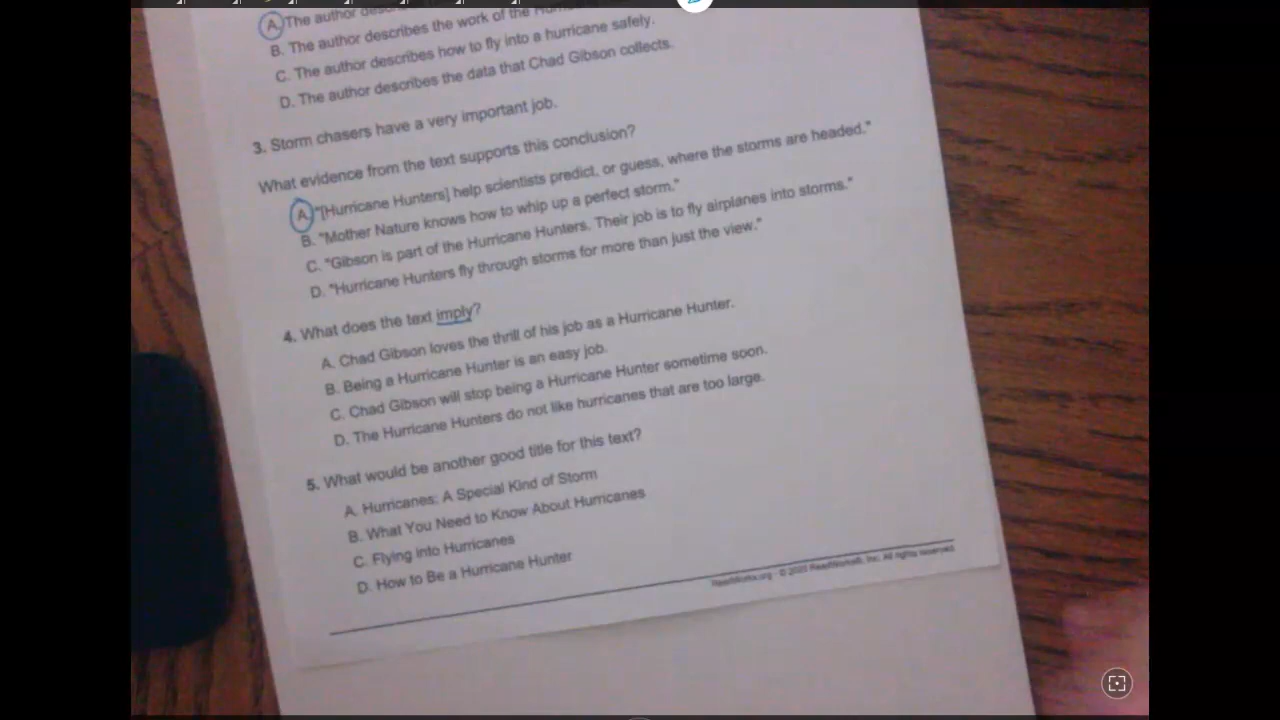 A. The author
B. The author describes the work of the
C. The author describes how to fly into a hurricane safely.
D. The author describes the data that Chad Gibson collects.
3. Storm chasers have a very important job.
What evidence from the text supports this conclusion?
A. "[Hurricane Hunters] help scientists predict, or guess, where the storms are headed."
B. "Mother Nature knows how to whip up a perfect storm."
C. "Gibson is part of the Hurricane Hunters. Their job is to fly airplanes into storms."
D. "Hurricane Hunters fly through storms for more than just the view."
4. What does the text imply?
A. Chad Gibson loves the thrill of his job as a Hurricane Hunter.
B. Being a Hurricane Hunter is an easy job.
C. Chad Gibson will stop being a Hurricane Hunter sometime soon.
D. The Hurricane Hunters do not like hurricanes that are too large.
5. What would be another good title for this text?
A. Hurricanes: A Special Kind of Storm
B. What You Need to Know About Hurricanes
C. Flying into Hurricanes
D. How to Be a Hurricane Hunter
ReadWorks.org · © ReadWorks®, Inc. All rights reserved.